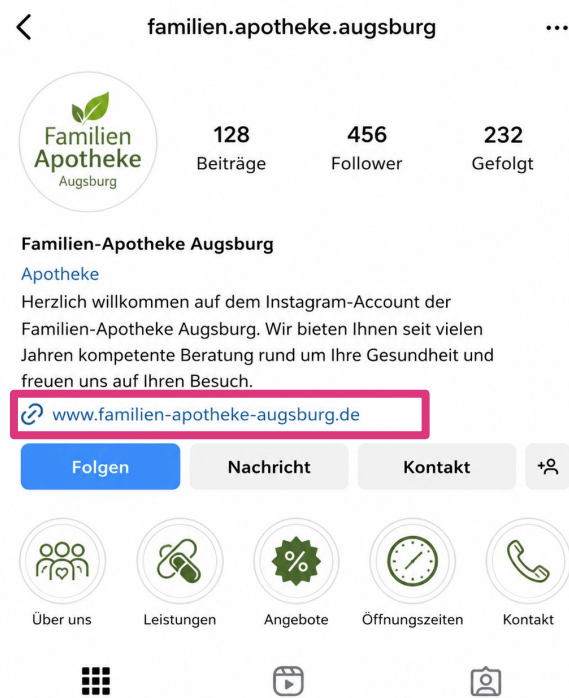 familien.apotheke.augsburg
Familien
Apotheke
Augsburg
128
Beiträge
456
Follower
232
Gefolgt
Familien-Apotheke Augsburg
Apotheke
Herzlich willkommen auf dem Instagram-Account der
Familien-Apotheke Augsburg. Wir bieten Ihnen seit vielen
Jahren kompetente Beratung rund um Ihre Gesundheit und
freuen uns auf Ihren Besuch.
www.familien-apotheke-augsburg.de
Folgen
Nachricht
Kontakt
%
Über uns
Leistungen
Angebote
Öffnungszeiten
Kontakt